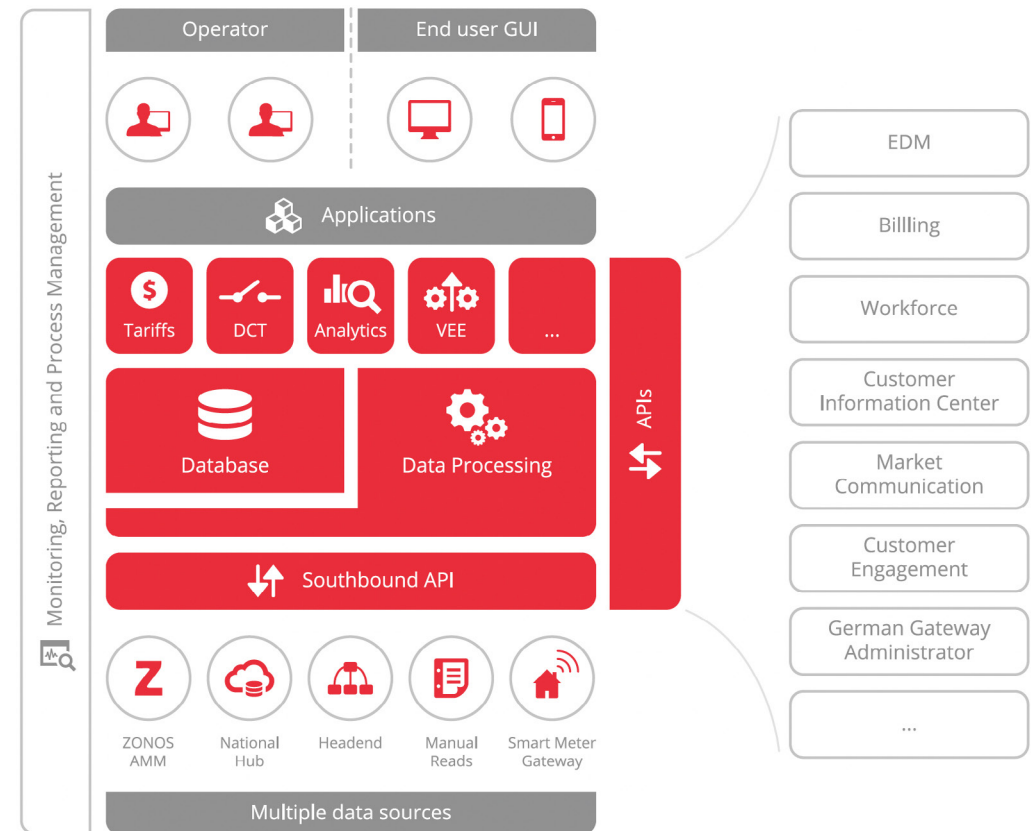 Monitoring, Reporting and Process Management
Operator
End user GUI
Applications
$
Tariffs
DCT
Analytics
VEE
...
Database
Data Processing
Southbound API
APIs
Z
ZONOS
AMM
National
Hub
Headend
Manual
Reads
Smart Meter
Gateway
Multiple data sources
EDM
Billling
Workforce
Customer
Information Center
Market
Communication
Customer
Engagement
German Gateway
Administrator
...